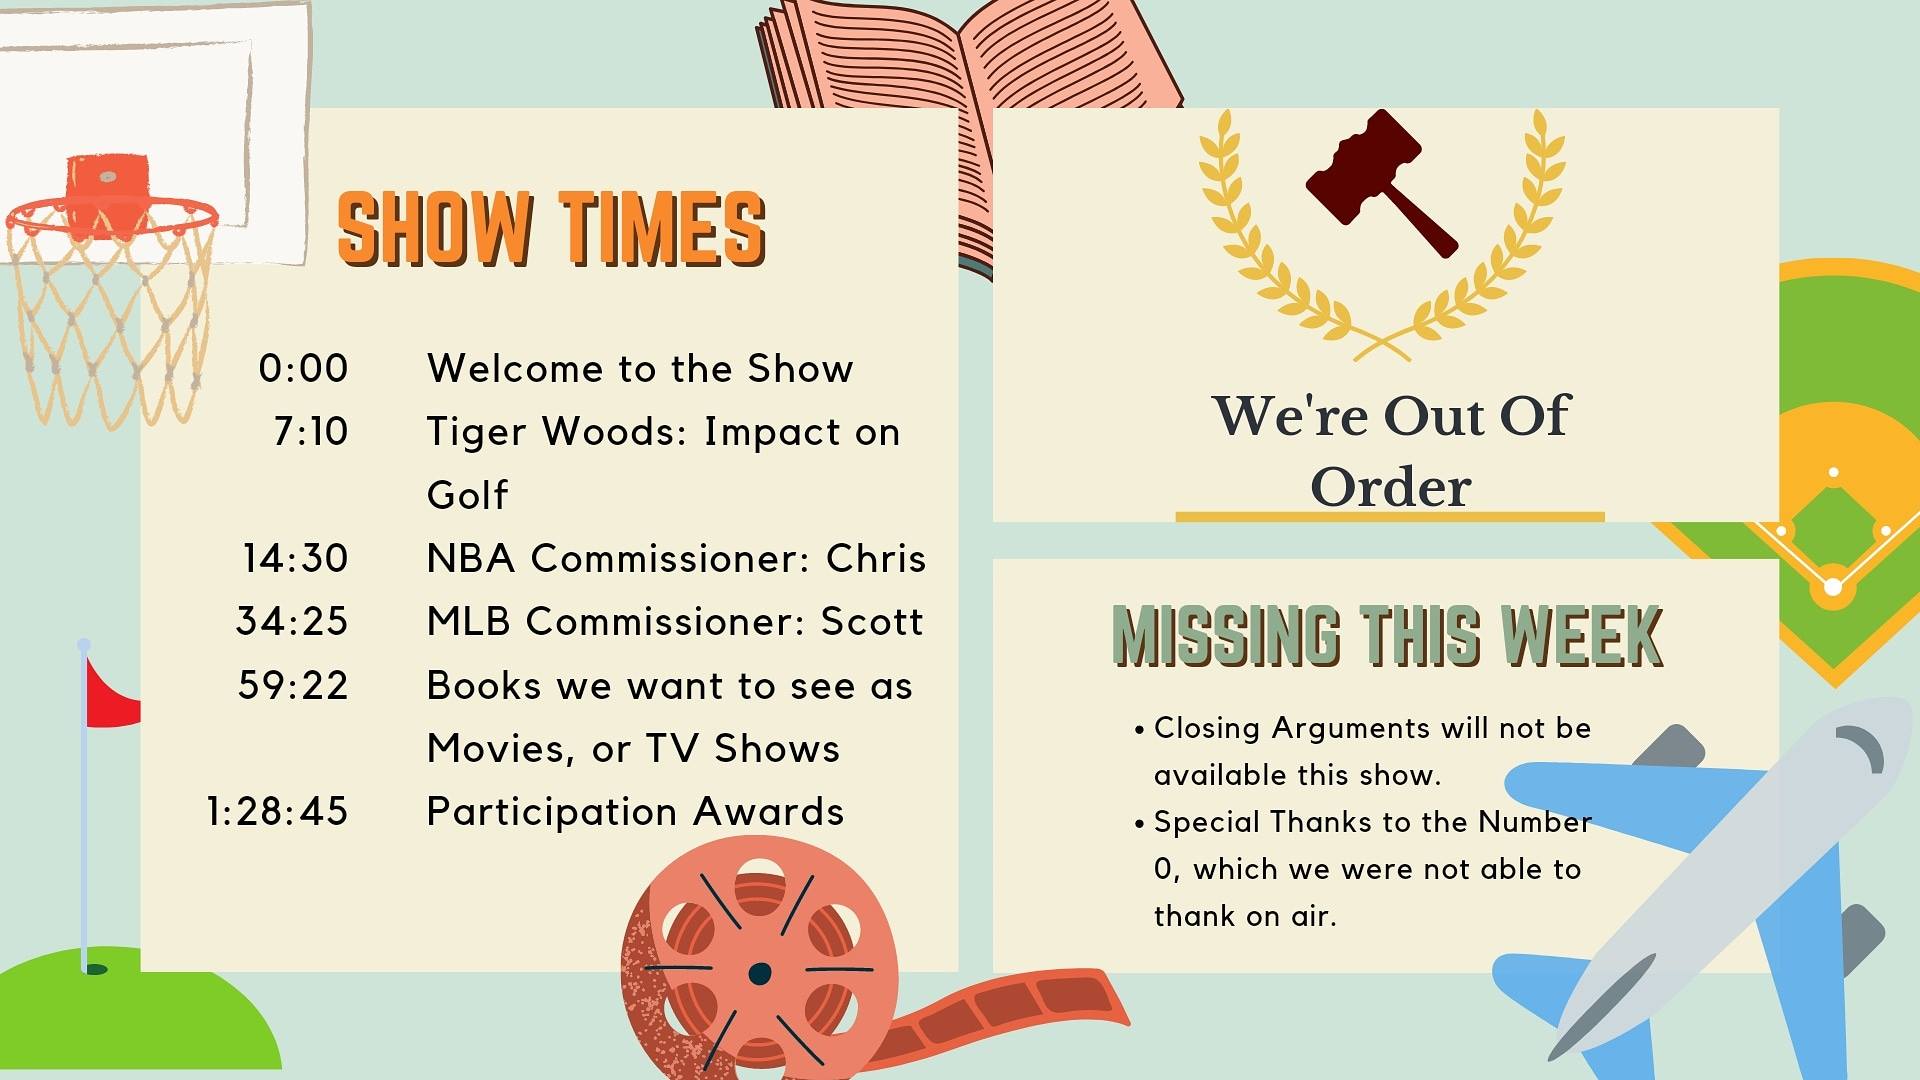 SHOW TIMES
0:00 Welcome to the Show
7:10 Tiger Woods: Impact on
Golf
14:30 NBA Commissioner: Chris
34:25 MLB Commissioner: Scott
59:22 Books we want to see as
Movies, or TV Shows
1:28:45 Participation Awards
We're Out Of
Order
MISSING THIS WEEK
• Closing Arguments will not be
available this show.
• Special Thanks to the Number
0, which we were not able to
thank on air.